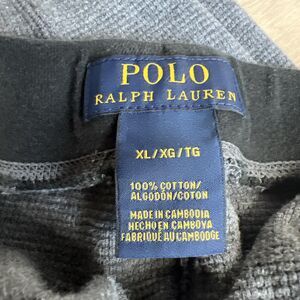 POLO
RALPH LAUREN
XL/XG/TG
100% COTTON/
ALGODÓN/COTON
MADE IN CAMBODIA
HECHO EN CAMBOYA
FABRIQUÉ AU CAMBODGE